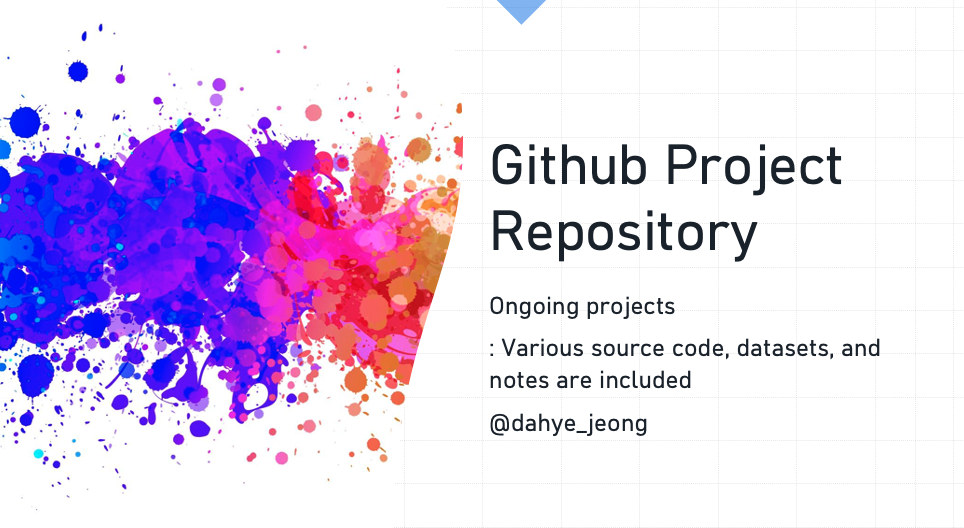 Github Project
Repository
Ongoing projects
: Various source code, datasets, and
notes are included
@dahye_jeong